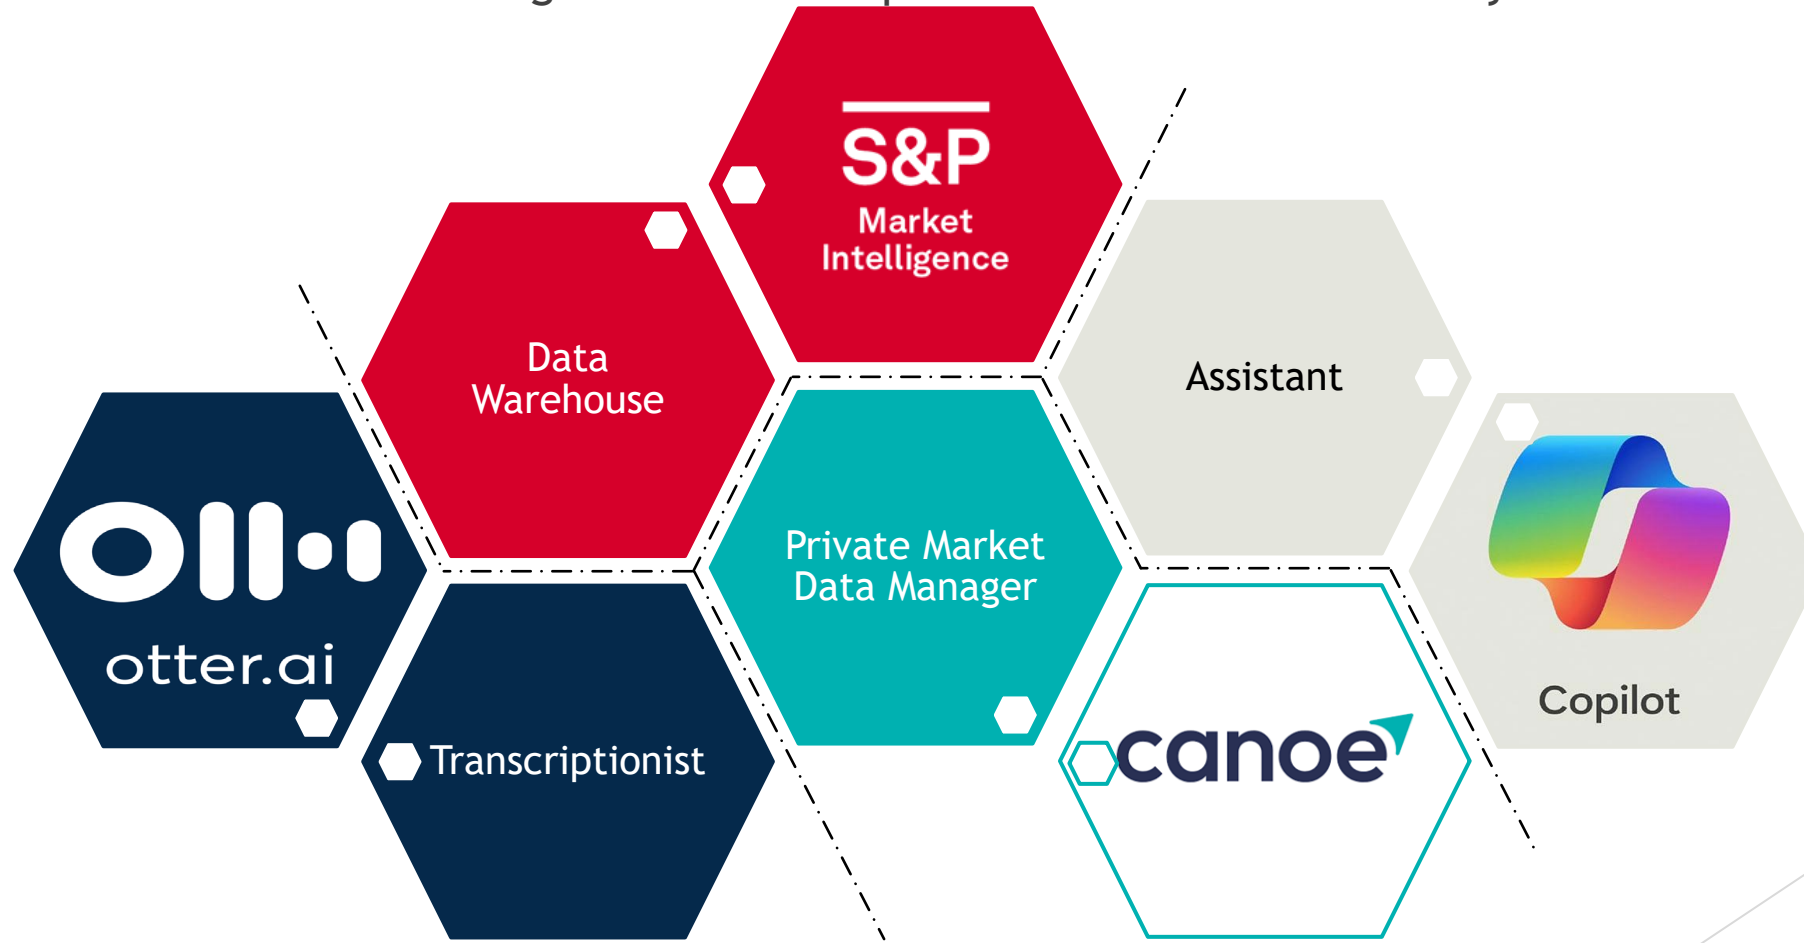 S&P
Market
Intelligence
Data
Warehouse
Assistant
Private Market
Data Manager
otter.ai
Transcriptionist
canoe
Copilot